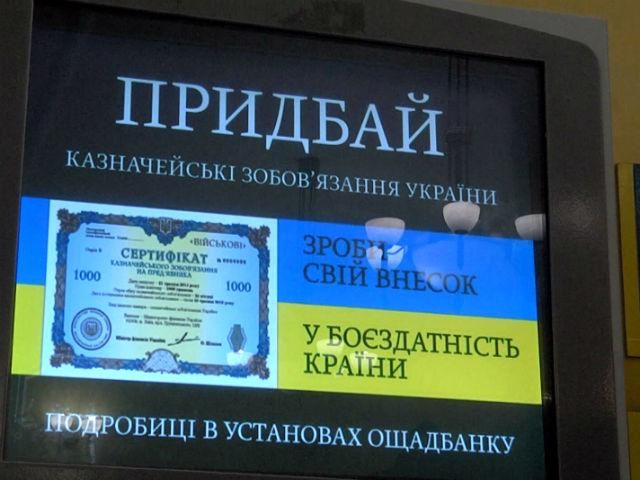 ПРИДБАЙ
КАЗНАЧЕЙСЬКІ ЗОБОВ'ЯЗАННЯ УКРАЇНИ
«ВІЙСЬКОВІ»
СЕРТИФІКАТ
КАЗНАЧЕЙСЬКОГО ЗОБОВ'ЯЗАННЯ
НА ПРЕД'ЯВНИКА
1000 1000
ЗРОБИ
СВІЙ ВНЕСОК
У БОЄЗДАТНІСТЬ
КРАЇНИ
ПОДРОБИЦІ В УСТАНОВАХ ОЩАДБАНКУ